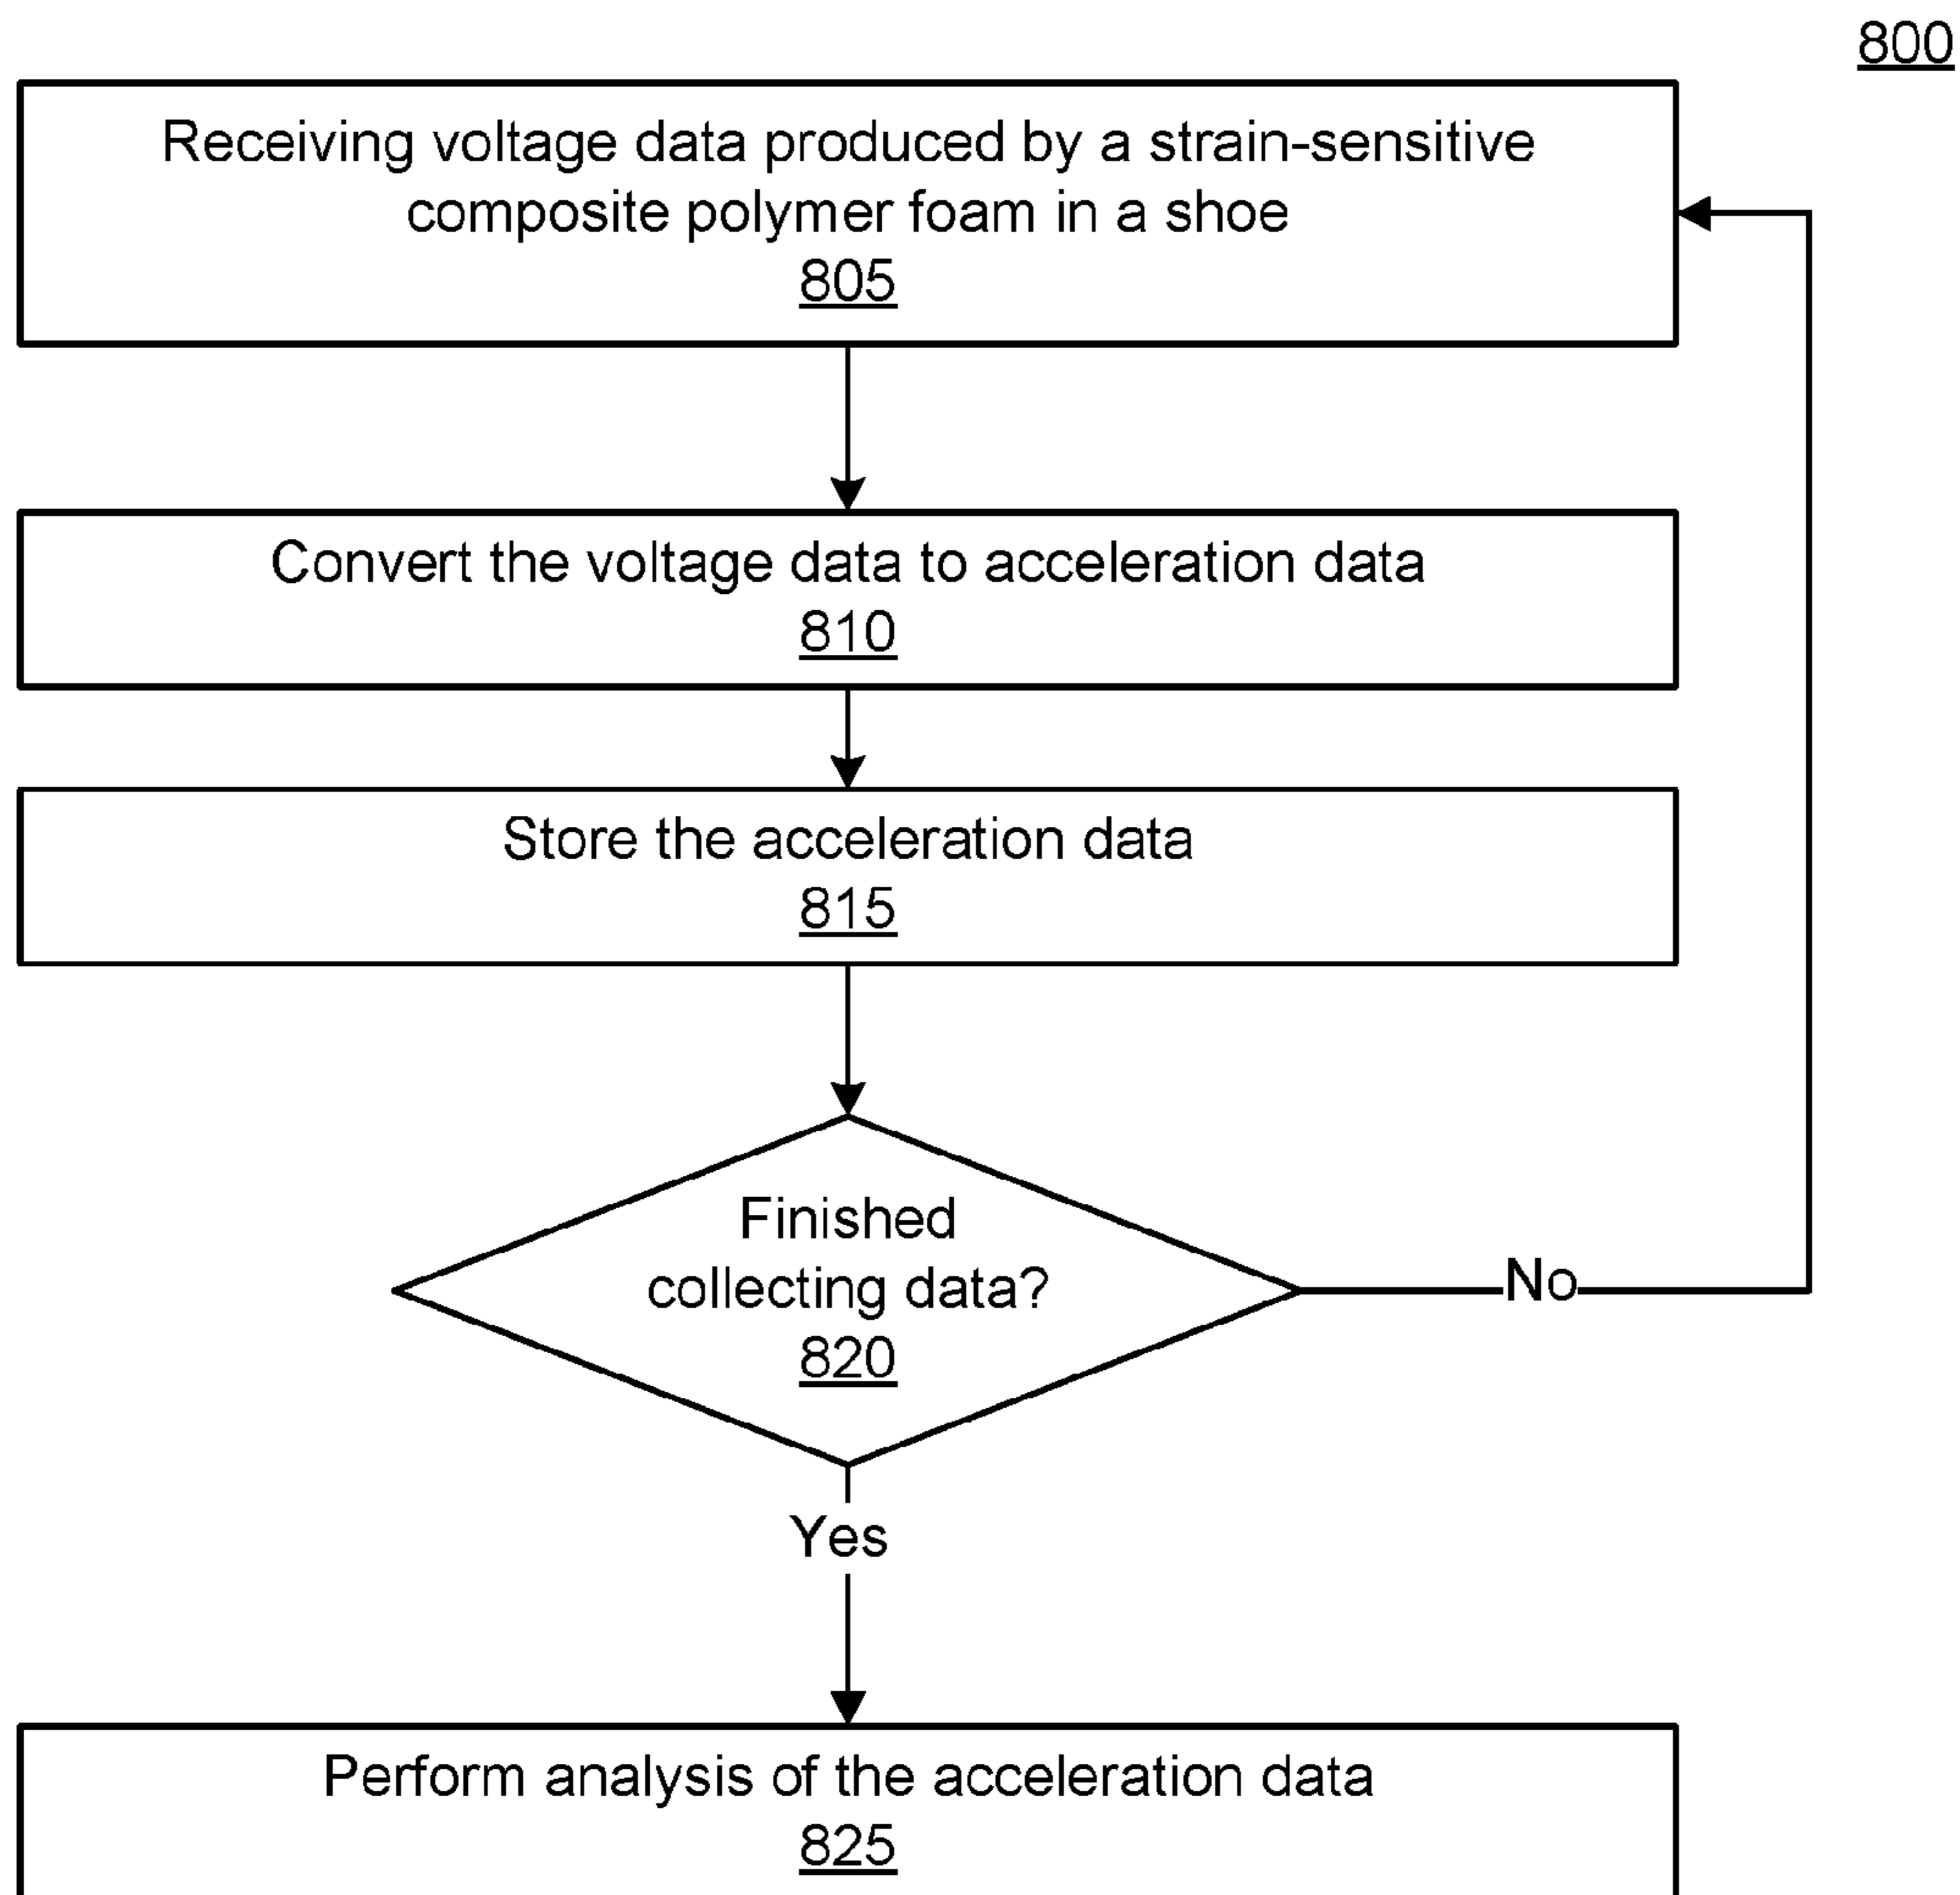 800
Receiving voltage data produced by a strain-sensitive
composite polymer foam in a shoe
805
Convert the voltage data to acceleration data
810
Store the acceleration data
815
Finished
collecting data?
820
No
Yes
Perform analysis of the acceleration data
825